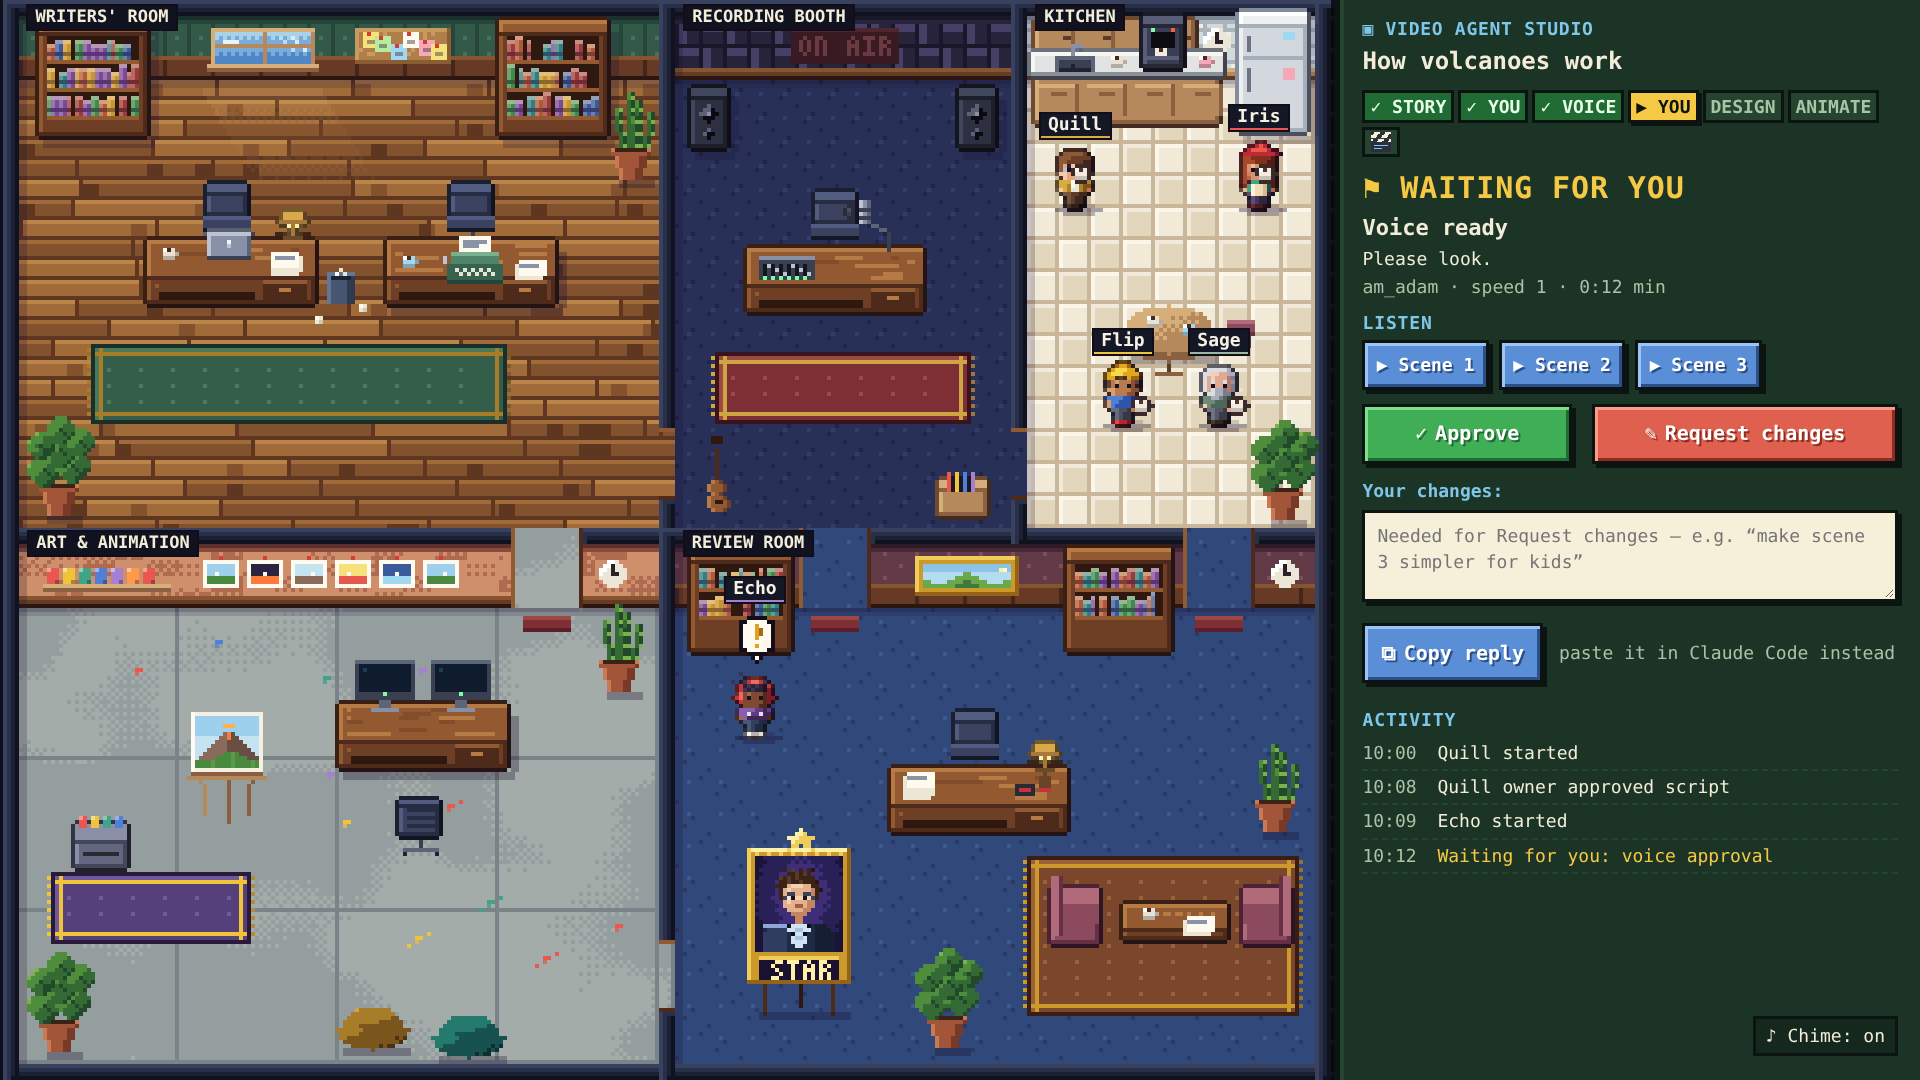 WRITERS' ROOM
RECORDING BOOTH
ON AIR
KITCHEN
Quill
Iris
Flip
Sage
ART & ANIMATION
REVIEW ROOM
Echo
!
STAR
▣ VIDEO AGENT STUDIO
How volcanoes work
✓ STORY
✓ YOU
✓ VOICE
▶ YOU
DESIGN
ANIMATE
⚑ WAITING FOR YOU
Voice ready
Please look.
am_adam · speed 1 · 0:12 min
LISTEN
▶ Scene 1
▶ Scene 2
▶ Scene 3
✓ Approve
✎ Request changes
Your changes:
Needed for Request changes — e.g. “make scene
3 simpler for kids”
⧉ Copy reply
paste it in Claude Code instead
ACTIVITY
10:00 Quill started
10:08 Quill owner approved script
10:09 Echo started
10:12 Waiting for you: voice approval
♪ Chime: on